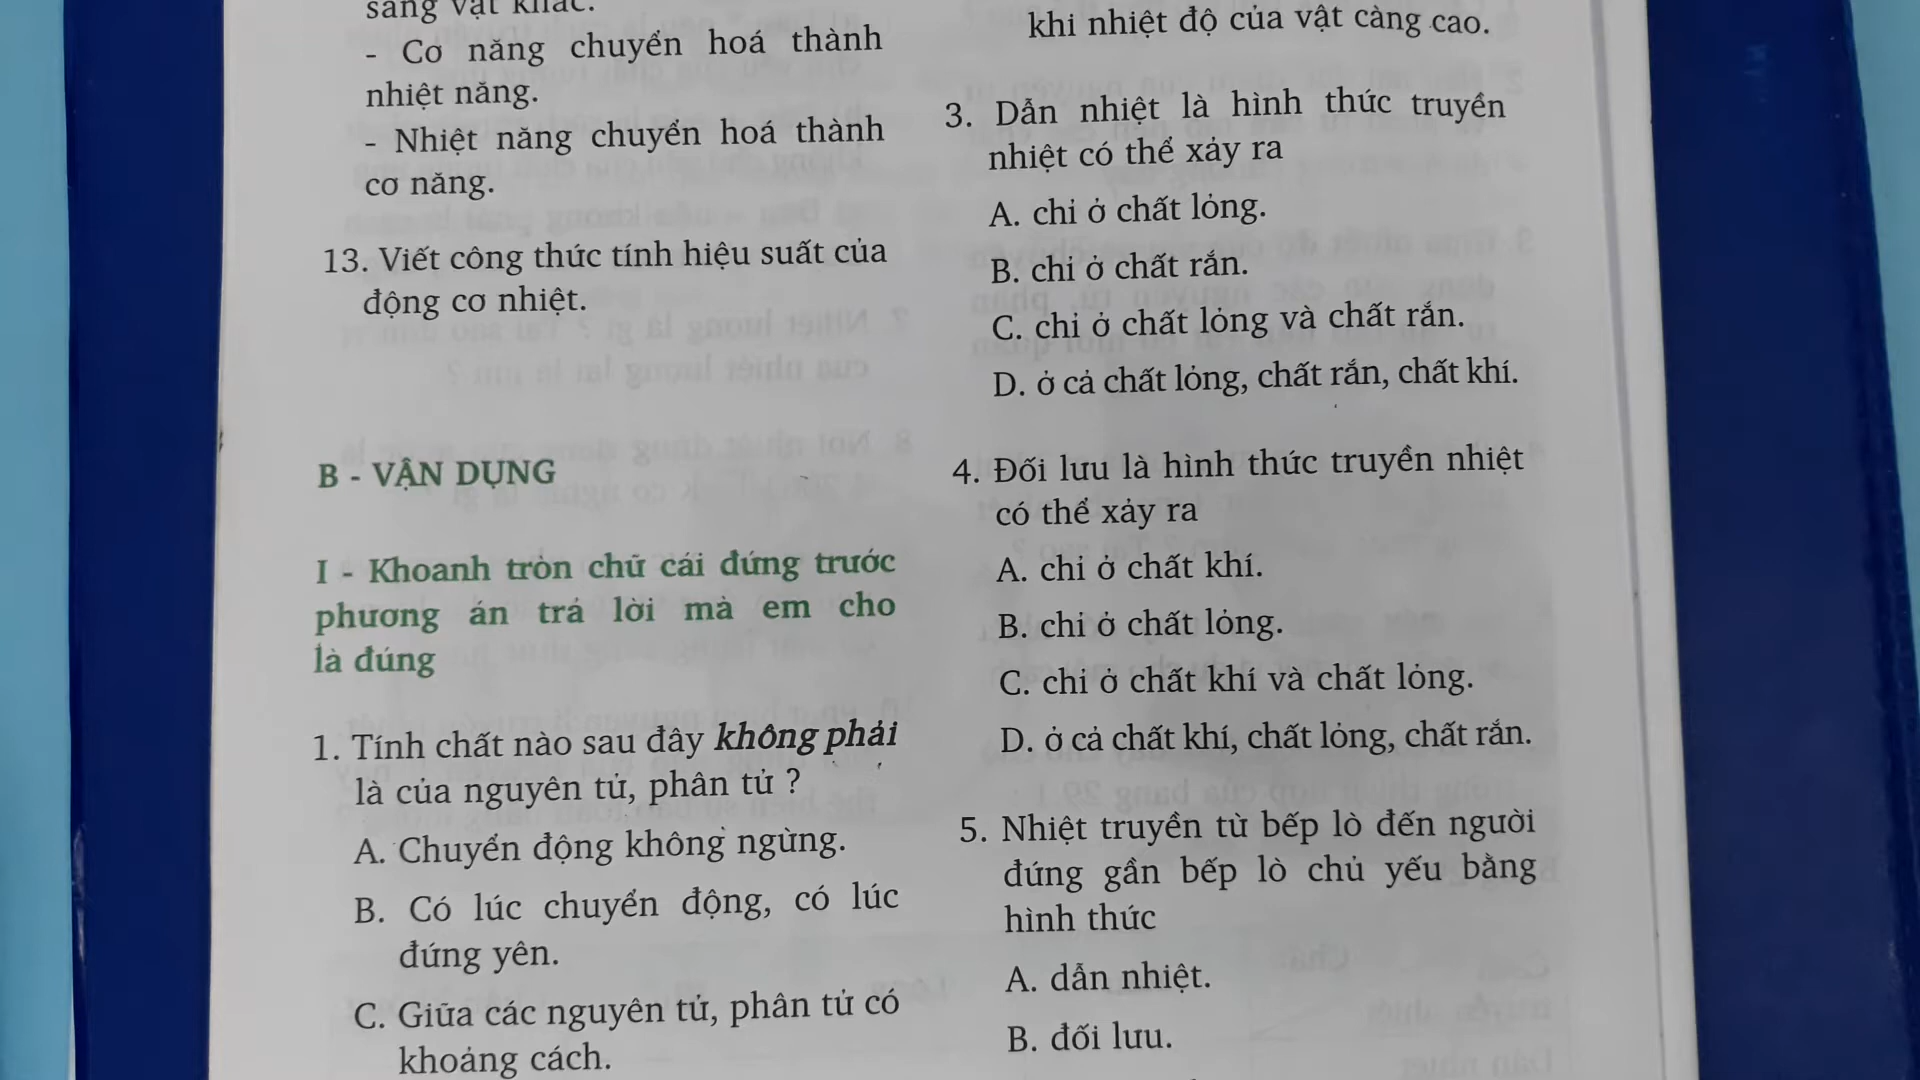 sang vật khác.
- Cơ năng chuyển hoá thành
nhiệt năng.
- Nhiệt năng chuyển hoá thành
cơ năng.
13. Viết công thức tính hiệu suất của
động cơ nhiệt.
B - VẬN DỤNG
I - Khoanh tròn chữ cái đứng trước
phương án trả lời mà em cho
là đúng
1. Tính chất nào sau đây không phải
là của nguyên tử, phân tử ?
A. Chuyển động không ngừng.
B. Có lúc chuyển động, có lúc
đứng yên.
C. Giữa các nguyên tử, phân tử có
khoảng cách.
khi nhiệt độ của vật càng cao.
3. Dẫn nhiệt là hình thức truyền
nhiệt có thể xảy ra
A. chỉ ở chất lỏng.
B. chỉ ở chất rắn.
C. chỉ ở chất lỏng và chất rắn.
D. ở cả chất lỏng, chất rắn, chất khí.
4. Đối lưu là hình thức truyền nhiệt
có thể xảy ra
A. chỉ ở chất khí.
B. chỉ ở chất lỏng.
C. chỉ ở chất khí và chất lỏng.
D. ở cả chất khí, chất lỏng, chất rắn.
5. Nhiệt truyền từ bếp lò đến người
đứng gần bếp lò chủ yếu bằng
hình thức
A. dẫn nhiệt.
B. đối lưu.